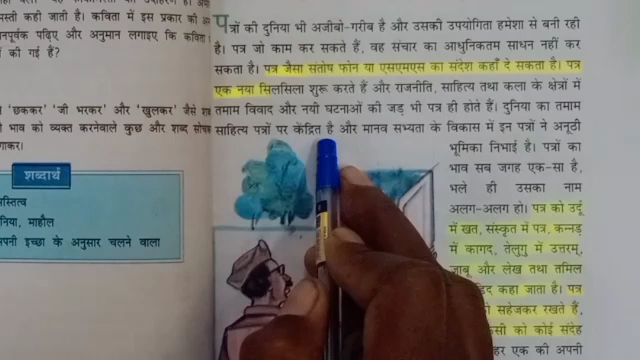 मस्ती कही जाती है। कविता में इस प्रकार की
नपूर्वक पढ़िए और अनुमान लगाइए कि कविता
की गई है?
'छककर' 'जी भरकर' और 'खुलकर' जैसे
भाव को व्यक्त करनेवाले कुछ और शब्द
गाकर।
शब्दार्थ
स्तित्व
निया, माहौल
पनी इच्छा के अनुसार चलने वाला
पत्रों की दुनिया भी अजीबो-गरीब है और उसकी उपयोगिता हमेशा से बनी रही
है। पत्र जो काम कर सकते हैं, वह संचार का आधुनिकतम साधन नहीं कर
सकता है। पत्र जैसा संतोष फोन या एसएमएस का संदेश कहाँ दे सकता है। पत्र
एक नया सिलसिला शुरू करते हैं और राजनीति, साहित्य तथा कला के क्षेत्रों में
तमाम विवाद और नयी घटनाओं की जड़ भी पत्र ही होते हैं। दुनिया का तमाम
साहित्य पत्रों पर केंद्रित है और मानव सभ्यता के विकास में इन पत्रों ने अनूठी
भूमिका निभाई है। पत्रों का
भाव सब जगह एक-सा है,
भले ही उसका नाम
अलग-अलग हो। पत्र को उर्दू
में खत, संस्कृत में पत्र, कन्नड़
में कागद, तेलुगु में उत्तरम्,
जाबू और लेख तथा तमिल
कहा जाता है। पत्र
सहेजकर रखते हैं,
सी को कोई संदेह
हर एक की अपनी